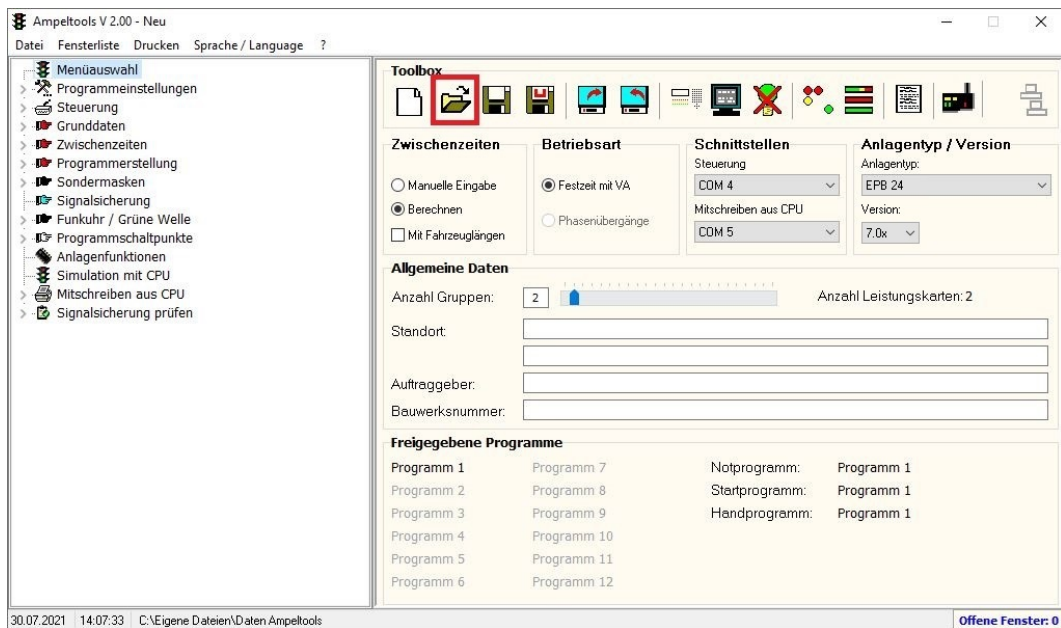 Ampeltools V 2.00 - Neu
Datei Fensterliste Drucken Sprache / Language ?
Menüauswahl
Programmeinstellungen
Steuerung
Grunddaten
Zwischenzeiten
Programmerstellung
Sondermasken
Signalsicherung
Funkuhr / Grüne Welle
Programmschaltpunkte
Anlagenfunktionen
Simulation mit CPU
Mitschreiben aus CPU
Signalsicherung prüfen
Toolbox
Zwischenzeiten
Manuelle Eingabe
Berechnen
Mit Fahrzeuglängen
Betriebsart
Festzeit mit VA
Phasenübergänge
Schnittstellen
Steuerung
COM 4
Mitschreiben aus CPU
COM 5
Anlagentyp / Version
Anlagentyp:
EPB 24
Version:
7.0x
Allgemeine Daten
Anzahl Gruppen: 2 Anzahl Leistungskarten: 2
Standort:
Auftraggeber:
Bauwerksnummer:
Freigegebene Programme
Programm 1 Programm 7 Notprogramm: Programm 1
Programm 2 Programm 8 Startprogramm: Programm 1
Programm 3 Programm 9 Handprogramm: Programm 1
Programm 4 Programm 10
Programm 5 Programm 11
Programm 6 Programm 12
30.07.2021 14:07:33 C:\Eigene Dateien\Daten Ampeltools Offene Fenster: 0